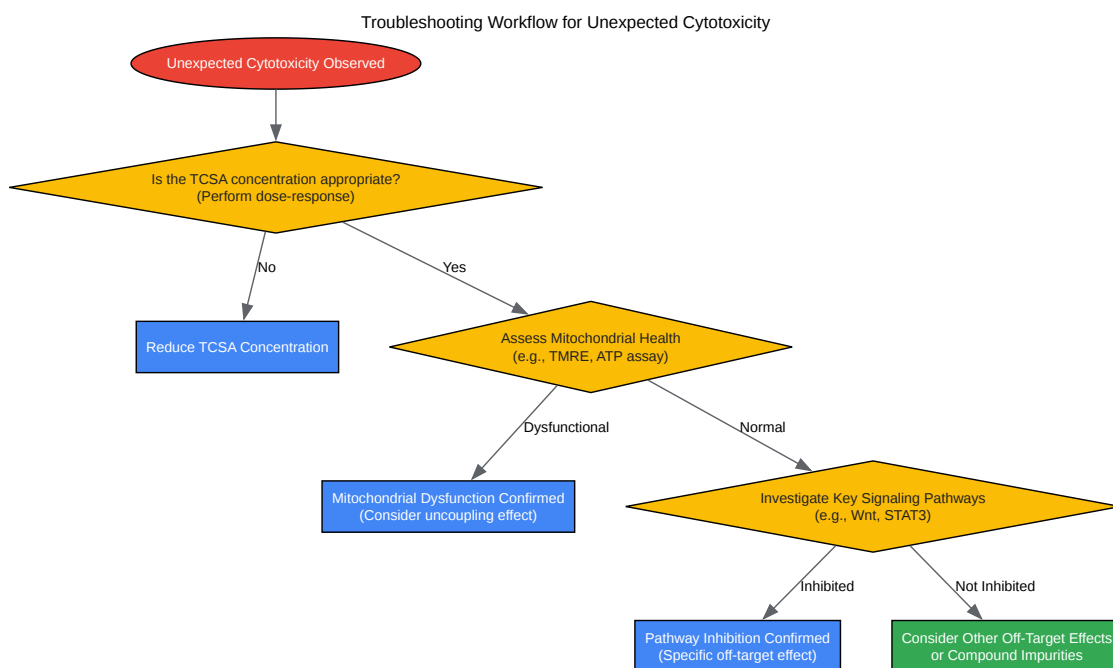 Troubleshooting Workflow for Unexpected Cytotoxicity
Unexpected Cytotoxicity Observed
Is the TCSA concentration appropriate?
(Perform dose-response)
No
Yes
Reduce TCSA Concentration
Assess Mitochondrial Health
(e.g., TMRE, ATP assay)
Dysfunctional
Normal
Mitochondrial Dysfunction Confirmed
(Consider uncoupling effect)
Investigate Key Signaling Pathways
(e.g., Wnt, STAT3)
Inhibited
Not Inhibited
Pathway Inhibition Confirmed
(Specific off-target effect)
Consider Other Off-Target Effects
or Compound Impurities